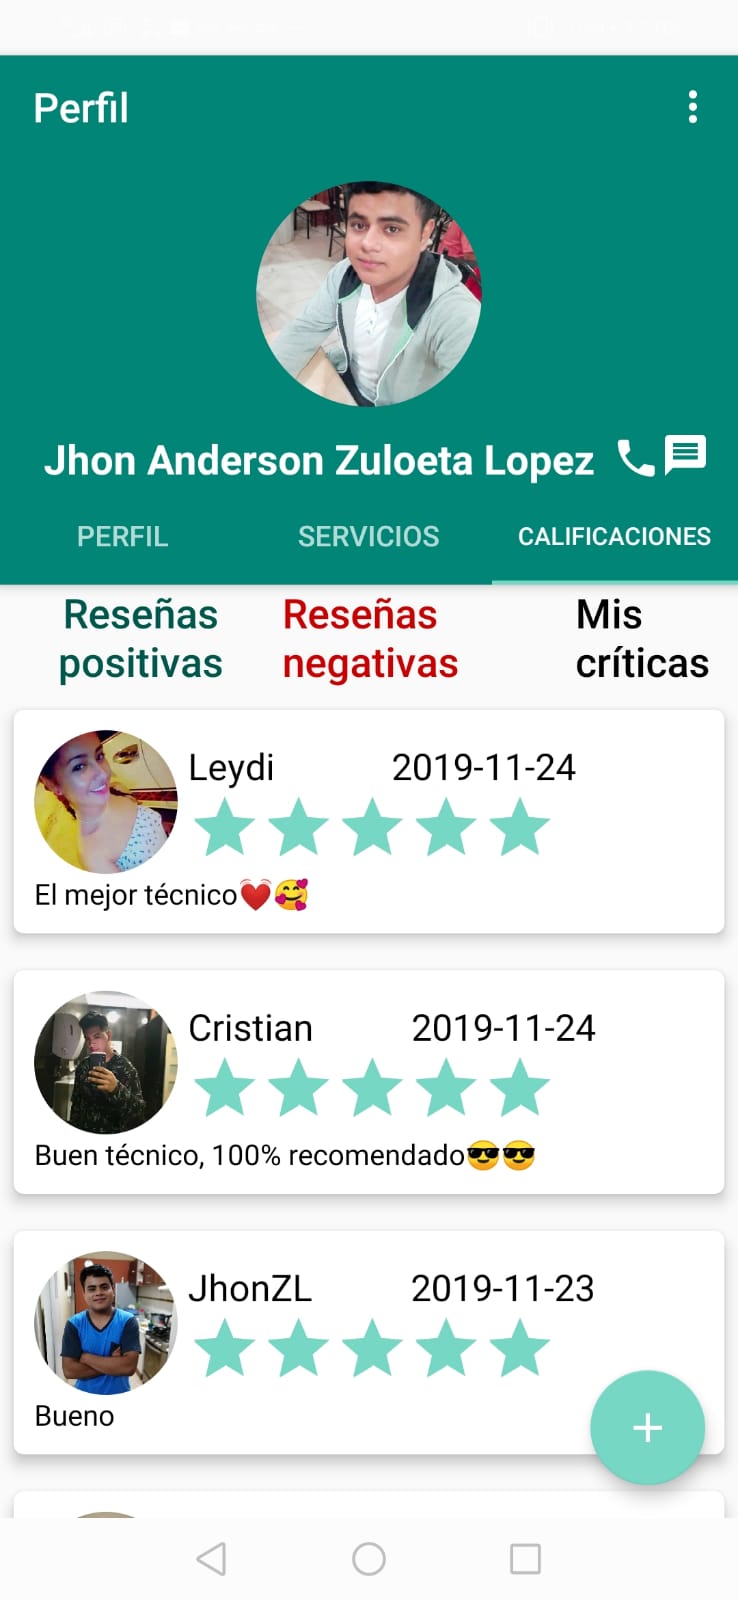 Perfil
Jhon Anderson Zuloeta Lopez
PERFIL SERVICIOS CALIFICACIONES
Reseñas positivas
Reseñas negativas
Mis críticas
Leydi 2019-11-24
El mejor técnico💓🥰
Cristian 2019-11-24
Buen técnico, 100% recomendado😎😎
JhonZL 2019-11-23
Bueno